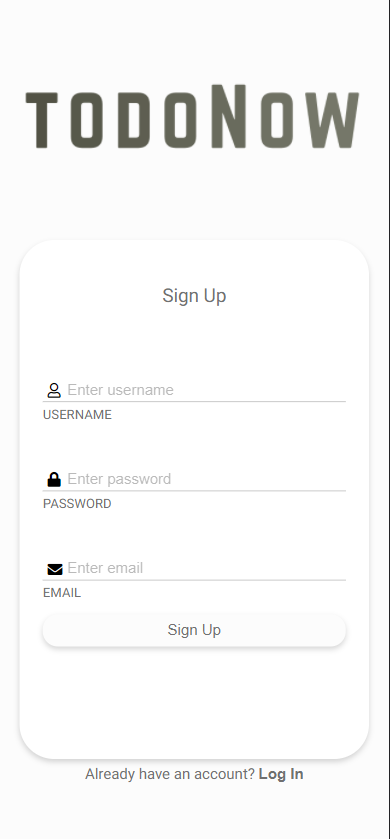 TODONOW
Sign Up
Enter username
USERNAME
Enter password
PASSWORD
Enter email
EMAIL
Sign Up
Already have an account? Log In